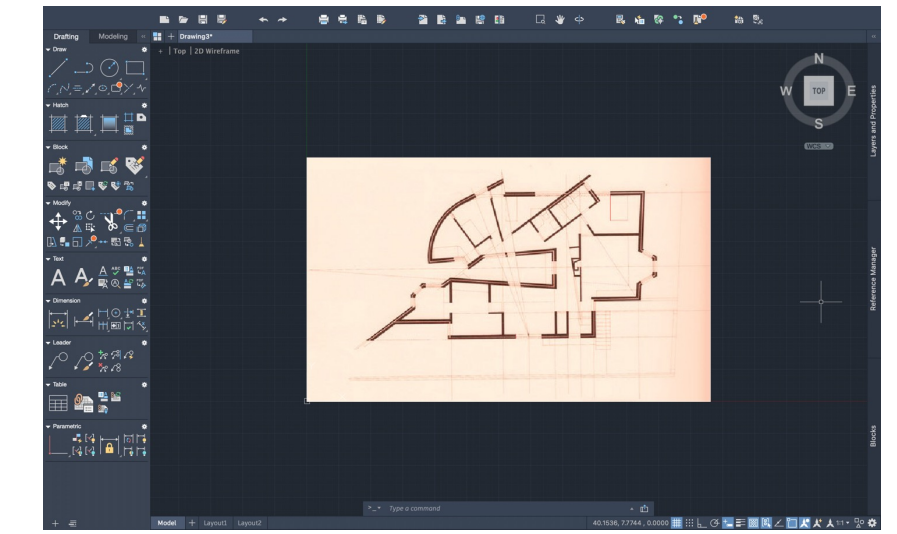 Drafting Modeling
Drawing3*
+ | Top | 2D Wireframe
Draw
Hatch
Block
Modify
Text
Dimension
Leader
Table
Parametric
N
W TOP E
S
WCS
Layers and Properties
Reference Manager
Blocks
Type a command
Model + Layout1 Layout2
40.1536, 7.7744 , 0.0000
1:1